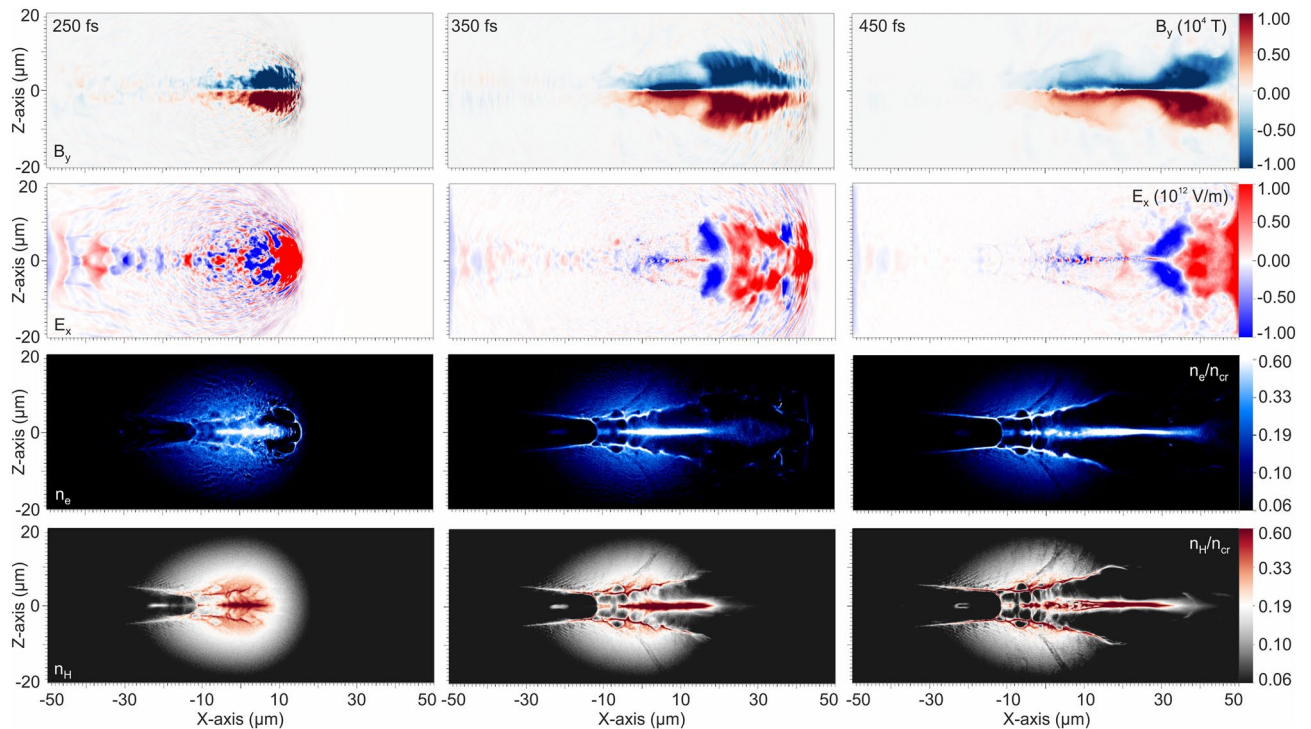 250 fs
350 fs
450 fs
B_y (10^4 T)
20
0
-20
Z-axis (µm)
B_y
1.00
0.50
0.00
-0.50
-1.00
E_x (10^12 V/m)
20
0
-20
Z-axis (µm)
E_x
1.00
0.50
0.00
-0.50
-1.00
n_e/n_cr
20
0
-20
Z-axis (µm)
n_e
0.60
0.33
0.19
0.10
0.06
n_H/n_cr
20
0
-20
Z-axis (µm)
n_H
0.60
0.33
0.19
0.10
0.06
-50 -30 -10 10 30 50
-50 -30 -10 10 30 50
-50 -30 -10 10 30 50
X-axis (µm)
X-axis (µm)
X-axis (µm)